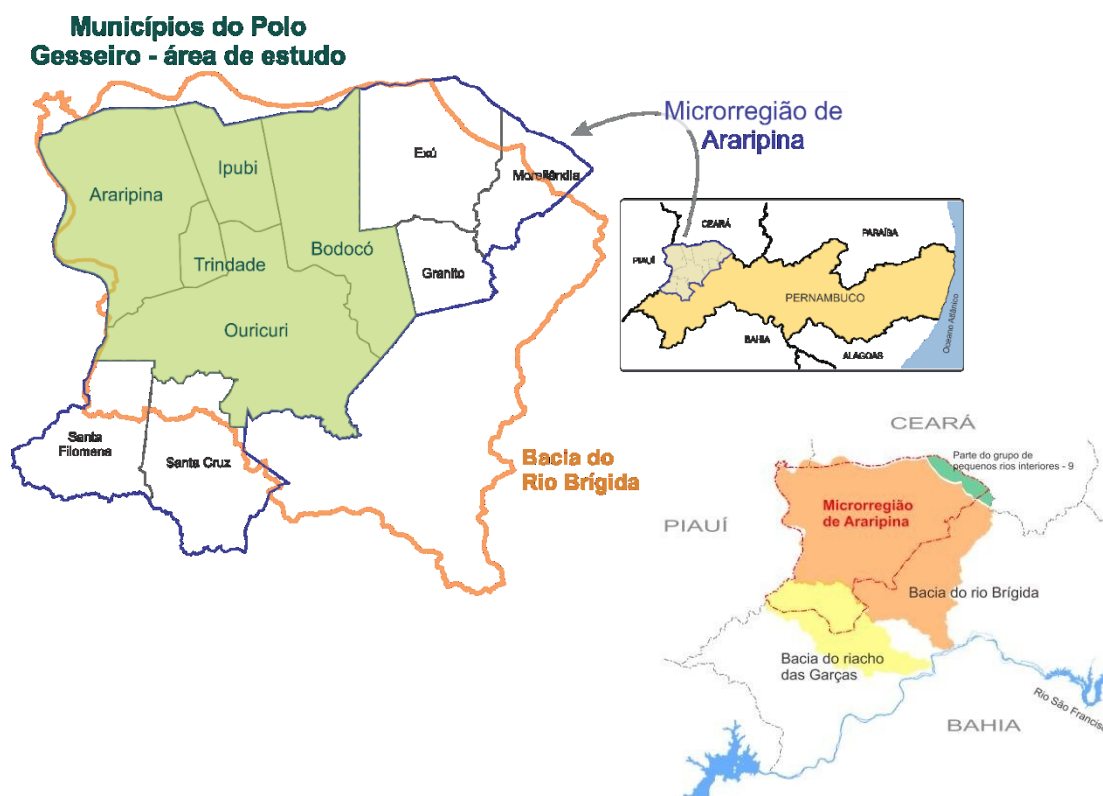 Municípios do Polo
Gesseiro - área de estudo
Microrregião de
Araripina
Exú
Ipubi
Moreilândia
Araripina
Bodocó
Trindade
Granito
Ouricuri
Santa
Filomena
Santa Cruz
Bacia do
Rio Brígida
CEARÁ
PARAÍDA
PIAUÍ
PERNAMBUCO
BAHIA
ALAGOAS
Oceano Atlântico
CEARÁ
Parte do grupo de
pequenos rios interiores - 9
Microrregião
de Araripina
PIAUÍ
Bacia do rio Brígida
Bacia do riacho
das Garças
Rio São Francisc
BAHIA